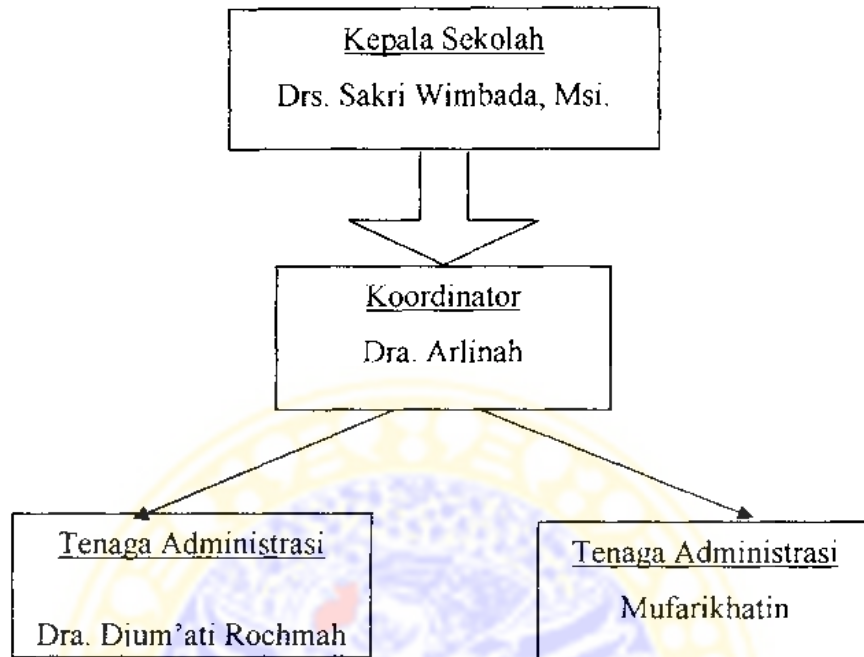 Kepala Sekolah
Drs. Sakri Wimbada, Msi.
Koordinator
Dra. Arlinah
Tenaga Administrasi
Dra. Djum'ati Rochmah
Tenaga Administrasi
Mufarikhatin